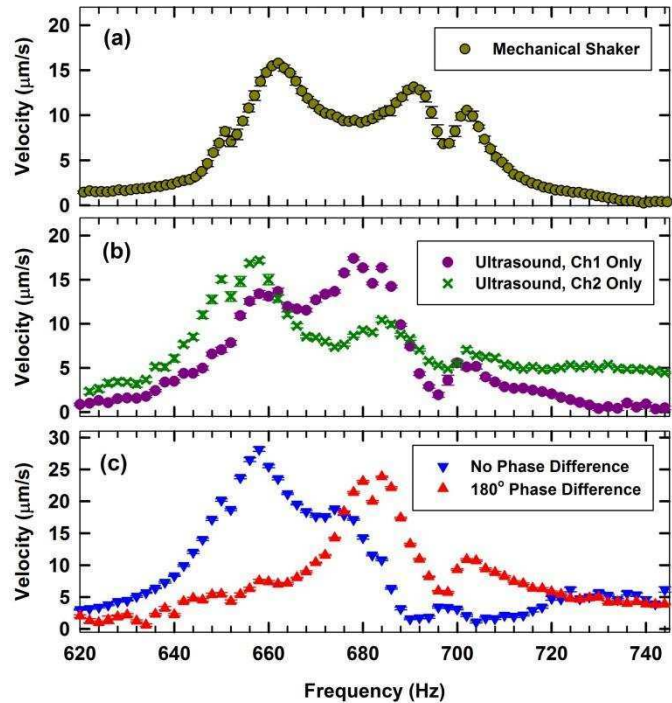 (a)
Mechanical Shaker
Velocity (µm/s)
20
15
10
5
0
(b)
Ultrasound, Ch1 Only
Ultrasound, Ch2 Only
Velocity (µm/s)
20
15
10
5
0
(c)
No Phase Difference
180° Phase Difference
Velocity (µm/s)
30
25
20
15
10
5
0
620 640 660 680 700 720 740
Frequency (Hz)